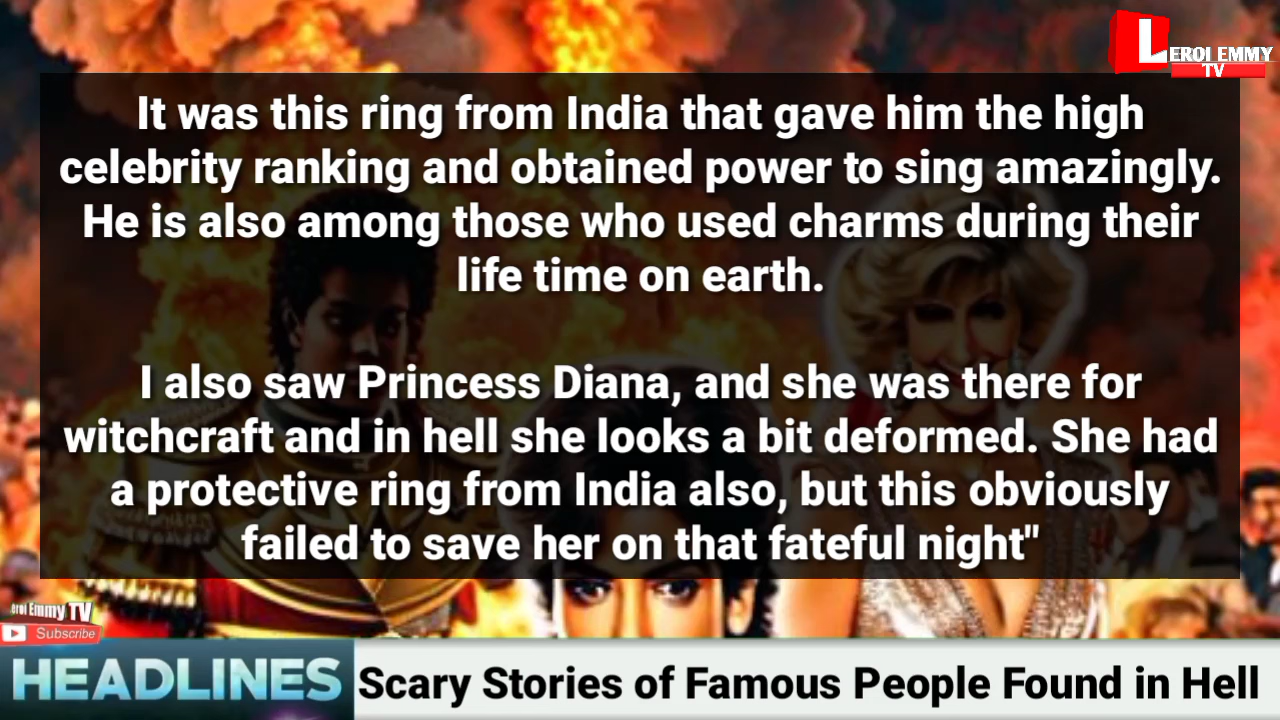 LEROI EMMY
TV
It was this ring from India that gave him the high
celebrity ranking and obtained power to sing amazingly.
He is also among those who used charms during their
life time on earth.
I also saw Princess Diana, and she was there for
witchcraft and in hell she looks a bit deformed. She had
a protective ring from India also, but this obviously
failed to save her on that fateful night"
eroi Emmy TV
Subscribe
HEADLINES Scary Stories of Famous People Found in Hell